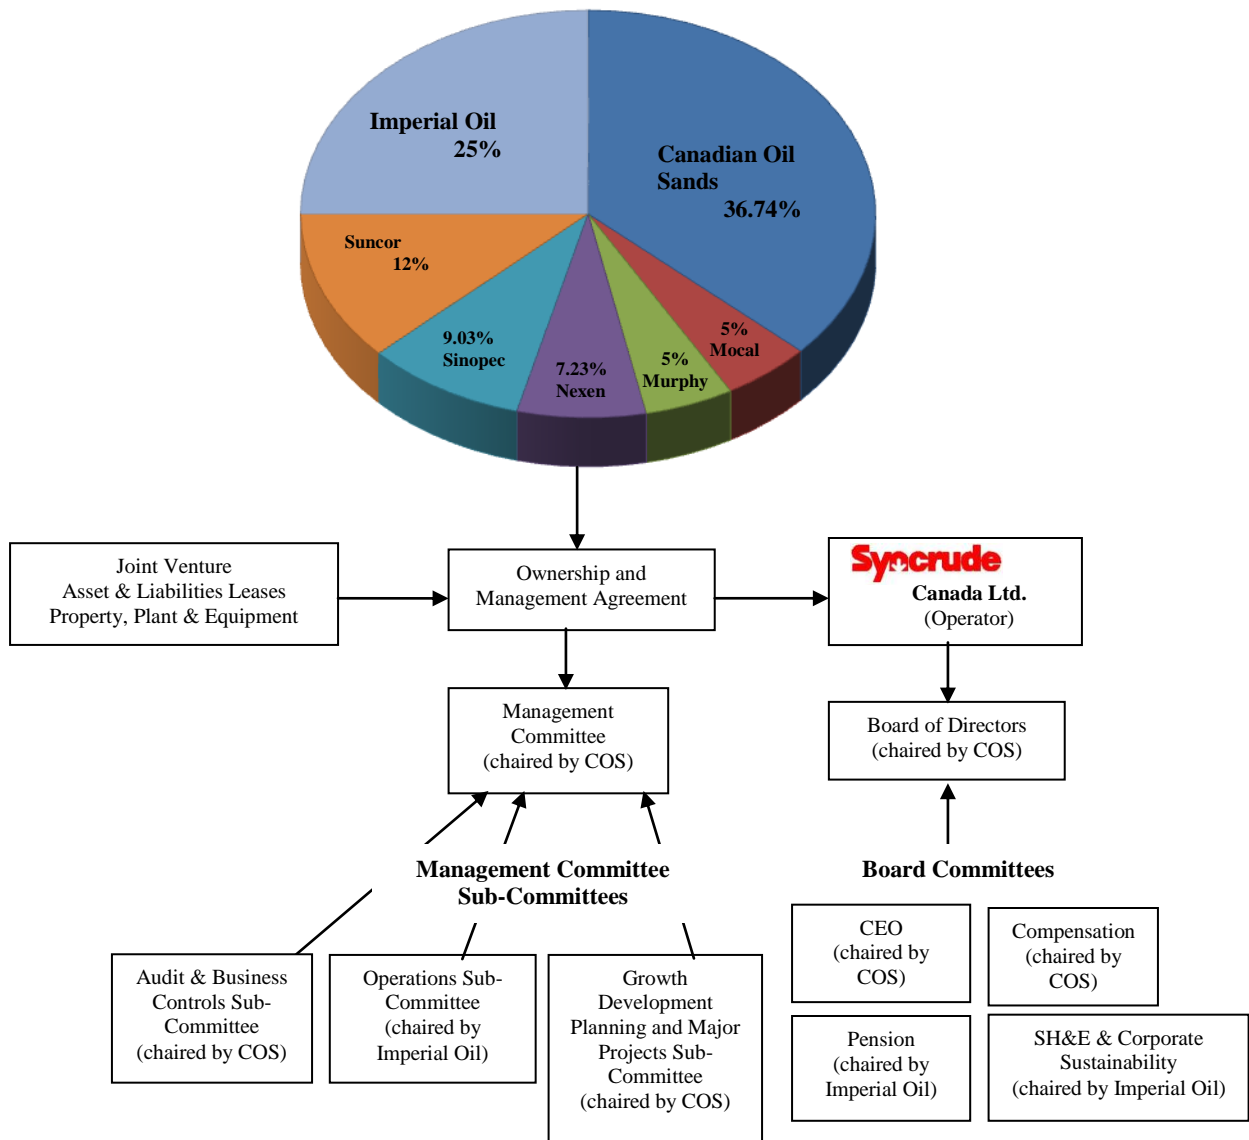 Imperial Oil
25%
Canadian Oil
Sands
36.74%
Suncor
12%
9.03%
Sinopec
7.23%
Nexen
5%
Murphy
5%
Mocal
Joint Venture
Asset & Liabilities Leases
Property, Plant & Equipment
Ownership and
Management Agreement
Syncrude
Canada Ltd.
(Operator)
Management
Committee
(chaired by COS)
Board of Directors
(chaired by COS)
Management Committee
Sub-Committees
Board Committees
Audit & Business
Controls Sub-
Committee
(chaired by COS)
Operations Sub-
Committee
(chaired by
Imperial Oil)
Growth
Development
Planning and Major
Projects Sub-
Committee
(chaired by COS)
CEO
(chaired by
COS)
Compensation
(chaired by
COS)
Pension
(chaired by
Imperial Oil)
SH&E & Corporate
Sustainability
(chaired by Imperial Oil)